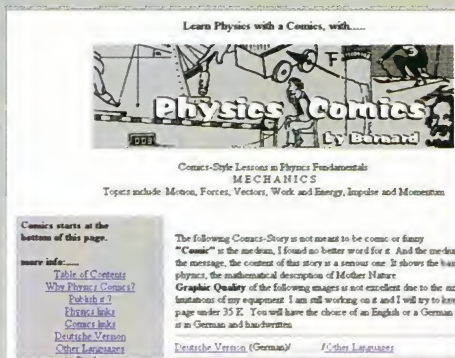 Learn Physics with a Comics, with.....
F
Physics Comics
by Bernard
Comics-Style Lessons in Physics Fundamentals
MECHANICS
Topics include Motion, Forces, Vectors, Work and Energy, Impulse and Momentum
Comics starts at the
bottom of this page.
more info:.....
Table of Contents
Why Physics Comics?
Publish it ?
Physics links
Comics links
Deutsche Version
Other Languages
The following Comics-Story is not meant to be comic or funny
"Comic" is the medium, I found no better word for it And the
the message, the content of this story is a serious one It shows the
physics, the mathematical description of Mother Nature
Graphic Quality of the following images is not excellent due to the
limitations of my equipment I am still working on it and I will try to
page under 35 K You will have the choice of an English or a German
is in German and handwritten
Deutsche Version (German)/ /Other Languages